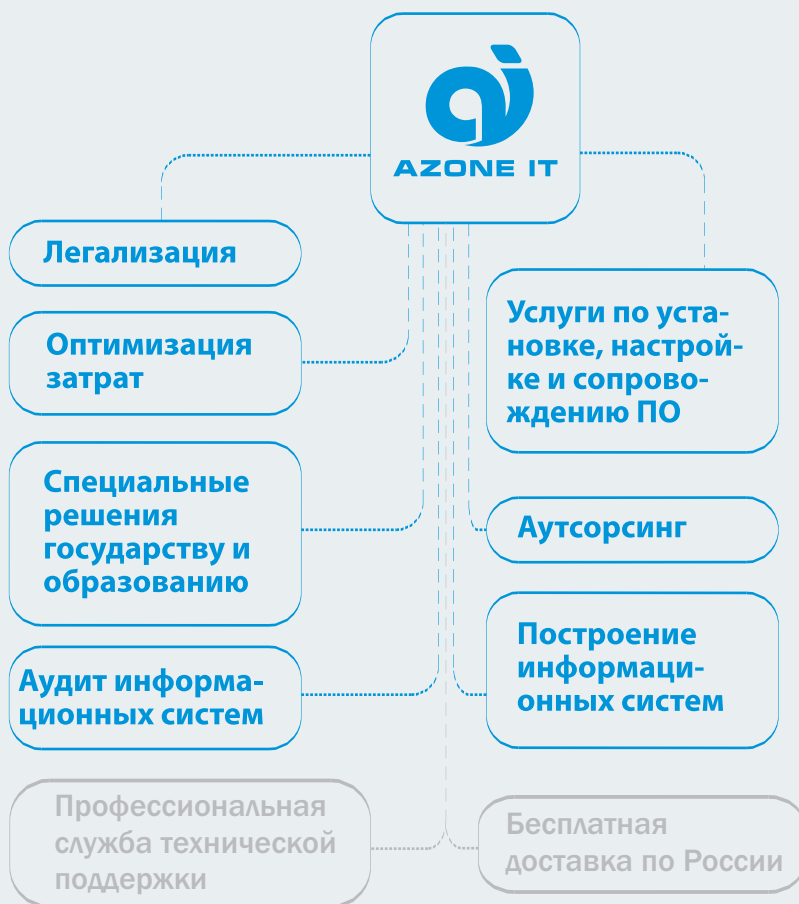 AZONE IT
Легализация
Оптимизация
затрат
Специальные
решения
государству и
образованию
Аудит информа-
ционных систем
Услуги по уста-
новке, настрой-
ке и сопрово-
ждению ПО
Аутсорсинг
Построение
информаци-
онных систем
Профессиональная
служба технической
поддержки
Бесплатная
доставка по России